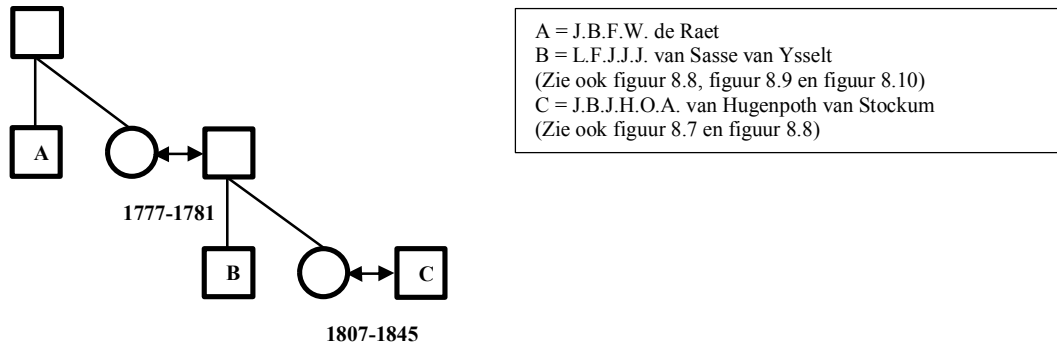 A = J.B.F.W. de Raet
B = L.F.J.J.J. van Sasse van Ysselt
(Zie ook figuur 8.8, figuur 8.9 en figuur 8.10)
C = J.B.J.H.O.A. van Hugenpoth van Stockum
(Zie ook figuur 8.7 en figuur 8.8)
A
1777-1781
B
C
1807-1845